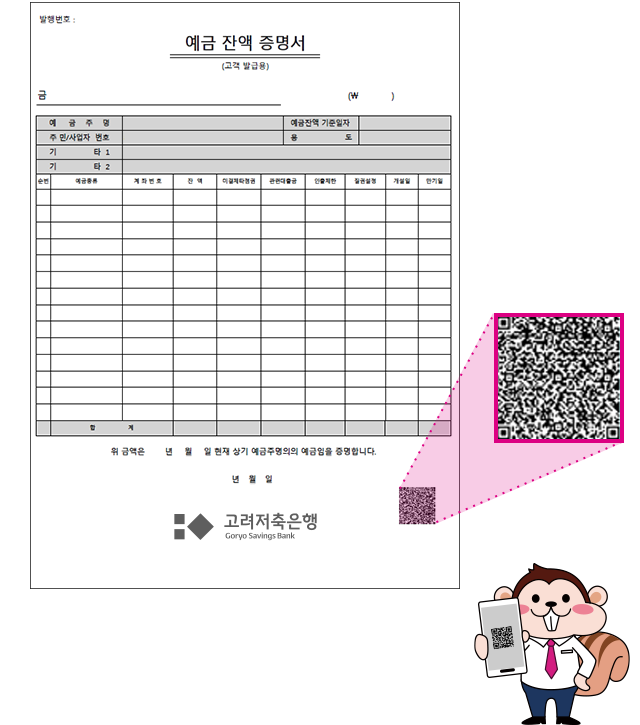 발행번호 :
예금 잔액 증명서
(고객 발급용)
금 (₩ )
예 금 주 명 예금잔액 기준일자
주민/사업자 번호 용 도
기 타 1
기 타 2
순번 예금종류 계 좌 번 호 잔 액 미결제타점권 관련대출금 인출제한 질권설정 개설일 만기일
합 계
위 금액은 년 월 일 현재 상기 예금주명의의 예금임을 증명합니다.
년 월 일
고려저축은행
Goryo Savings Bank